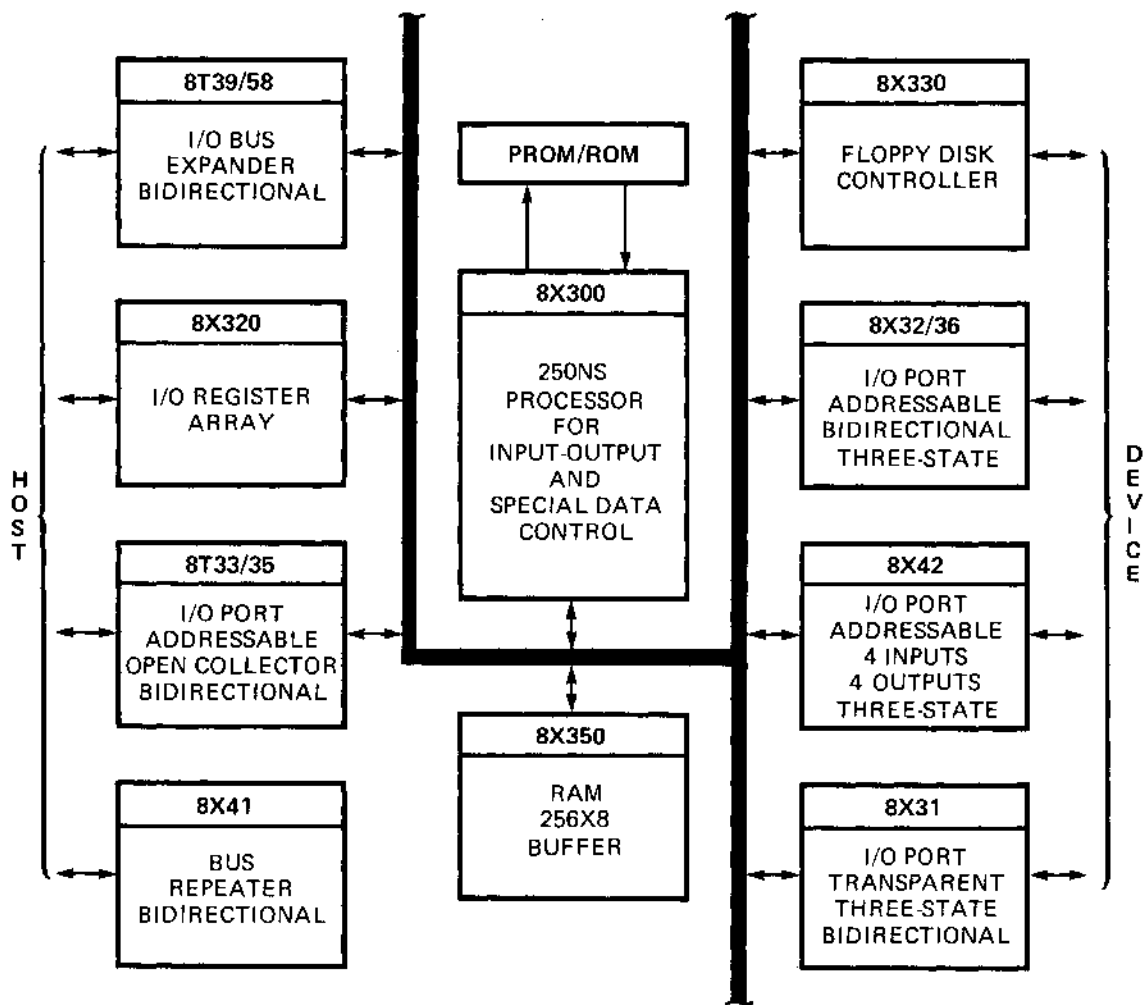 8T39/58
I/O BUS
EXPANDER
BIDIRECTIONAL
8X320
I/O REGISTER
ARRAY
8T33/35
I/O PORT
ADDRESSABLE
OPEN COLLECTOR
BIDIRECTIONAL
8X41
BUS
REPEATER
BIDIRECTIONAL
HOST
PROM/ROM
8X300
250NS
PROCESSOR
FOR
INPUT-OUTPUT
AND
SPECIAL DATA
CONTROL
8X350
RAM
256X8
BUFFER
8X330
FLOPPY DISK
CONTROLLER
8X32/36
I/O PORT
ADDRESSABLE
BIDIRECTIONAL
THREE-STATE
8X42
I/O PORT
ADDRESSABLE
4 INPUTS
4 OUTPUTS
THREE-STATE
8X31
I/O PORT
TRANSPARENT
THREE-STATE
BIDIRECTIONAL
DEVICE